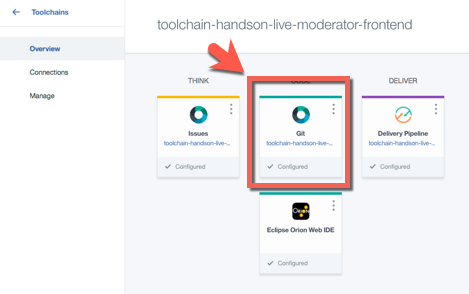 ← Toolchains
Overview
Connections
Manage
toolchain-handson-live-moderator-frontend
THINK
Issues
toolchain-handson-live-...
Configured
Git
toolchain-handson-live-...
Configured
ORION
Eclipse Orion Web IDE
Configured
DELIVER
Delivery Pipeline
toolchain-handson-live-...
Configured